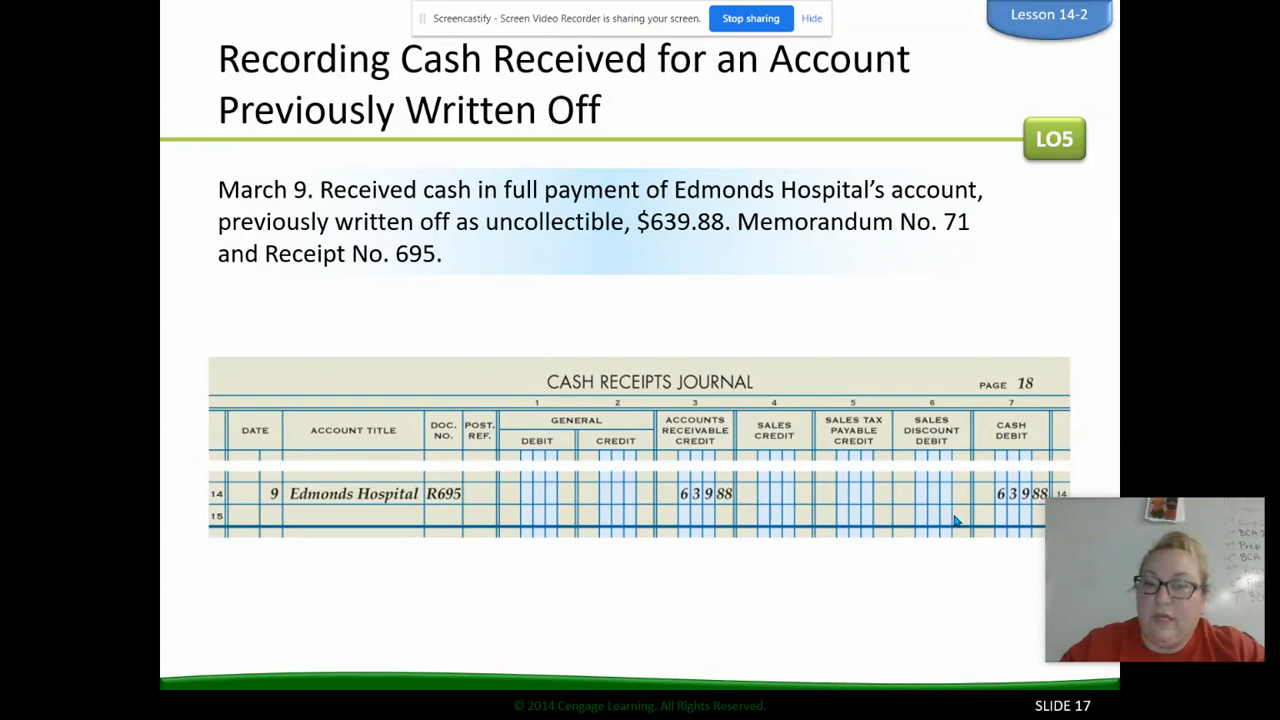 Screencastify - Screen Video Recorder is sharing your screen. Stop sharing Hide
Lesson 14-2
Recording Cash Received for an Account
Previously Written Off
LO5
March 9. Received cash in full payment of Edmonds Hospital’s account,
previously written off as uncollectible, $639.88. Memorandum No. 71
and Receipt No. 695.
CASH RECEIPTS JOURNAL PAGE 18
1 2 3 4 5 6 7
DATE ACCOUNT TITLE DOC. NO. POST. REF. GENERAL DEBIT CREDIT ACCOUNTS RECEIVABLE CREDIT SALES CREDIT SALES TAX PAYABLE CREDIT SALES DISCOUNT DEBIT CASH DEBIT
14 9 Edmonds Hospital R695 639 88 639 88 14
15
© 2014 Cengage Learning. All Rights Reserved.
SLIDE 17